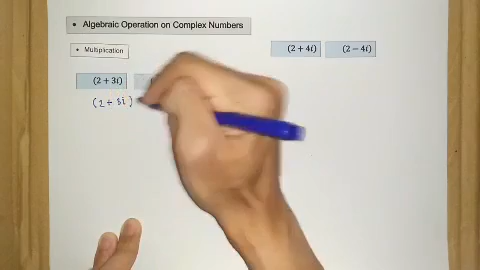 • Algebraic Operation on Complex Numbers
• Multiplication
(2 + 4i) (2 − 4i)
(2 + 3i)
(2 + 3i)